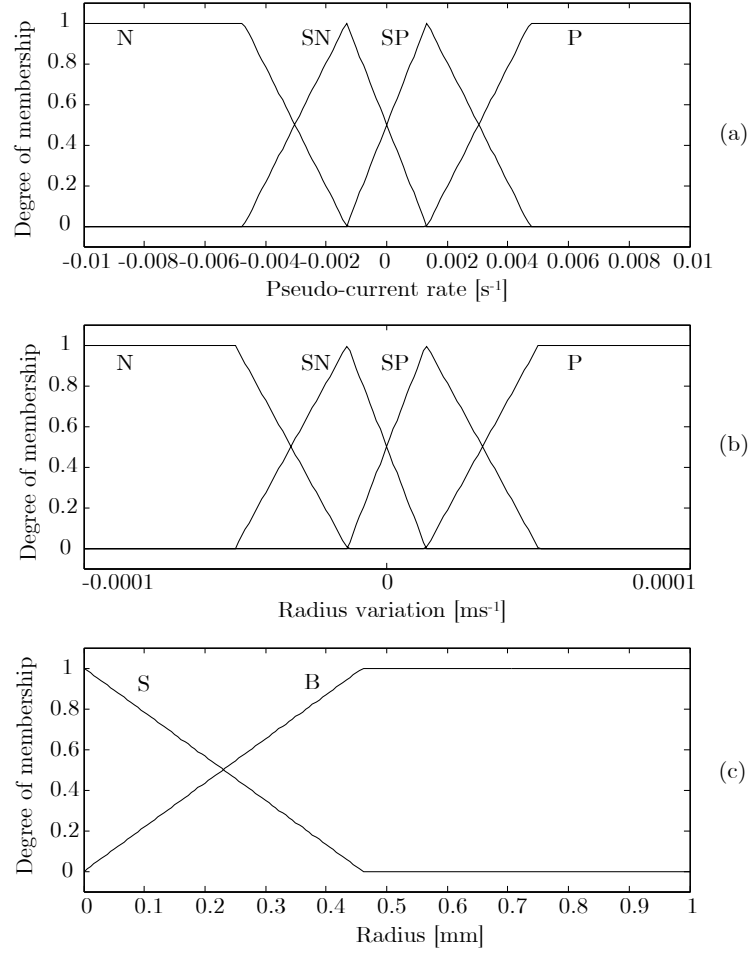 N SN SP P
Degree of membership
1
0.8
0.6
0.4
0.2
0
-0.01 -0.008 -0.006 -0.004 -0.002 0 0.002 0.004 0.006 0.008 0.01
Pseudo-current rate [s-1]
(a)
N SN SP P
Degree of membership
1
0.8
0.6
0.4
0.2
0
-0.0001 0 0.0001
Radius variation [ms-1]
(b)
S B
Degree of membership
1
0.8
0.6
0.4
0.2
0
0 0.1 0.2 0.3 0.4 0.5 0.6 0.7 0.8 0.9 1
Radius [mm]
(c)